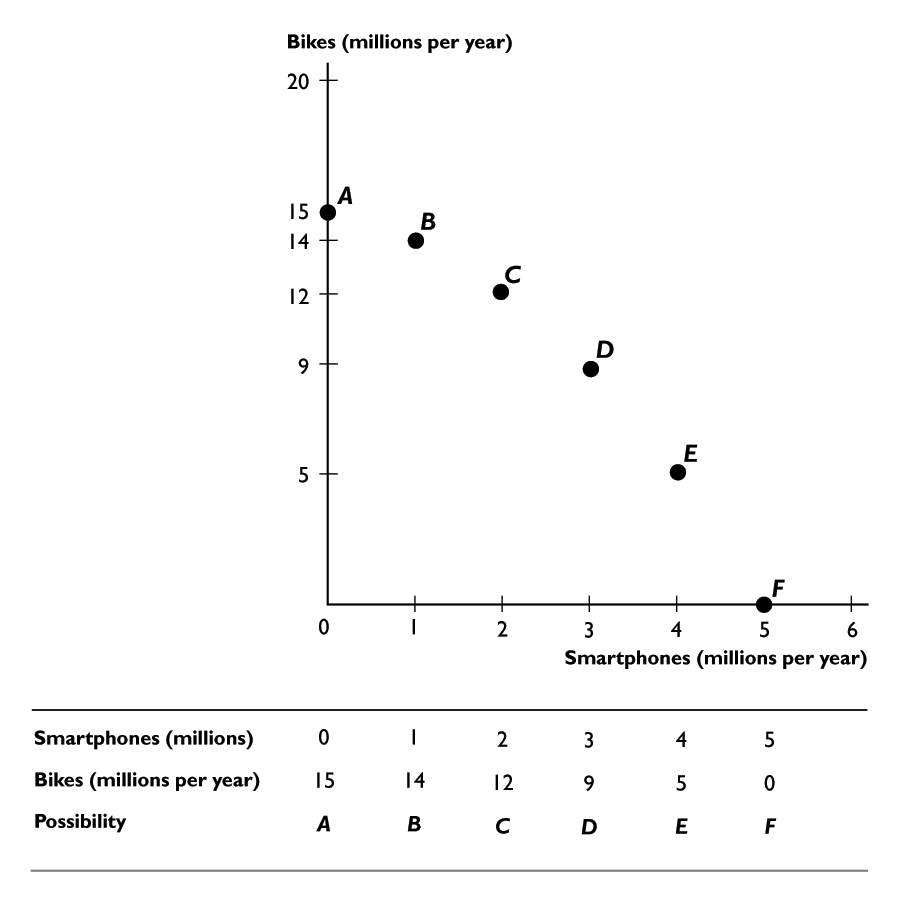 Bikes (millions per year)
20
A
15
B
14
C
12
D
9
E
5
F
0 1 2 3 4 5 6
Smartphones (millions per year)
Smartphones (millions) 0 1 2 3 4 5
Bikes (millions per year) 15 14 12 9 5 0
Possibility A B C D E F